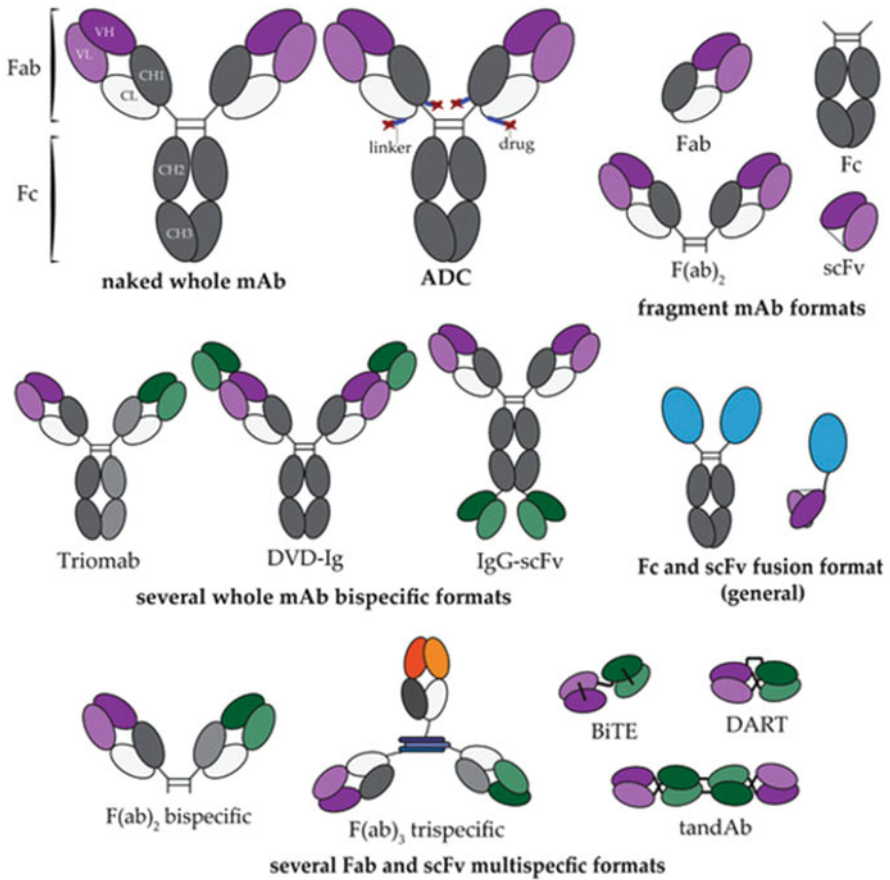 Fab
Fc
VH
VL
CH1
CL
CH2
CH3
naked whole mAb
linker
drug
ADC
Fab
Fc
F(ab)2
scFv
fragment mAb formats
Triomab
DVD-Ig
IgG-scFv
several whole mAb bispecific formats
Fc and scFv fusion format
(general)
F(ab)2 bispecific
F(ab)3 trispecific
BiTE
DART
tandAb
several Fab and scFv multispecfic formats